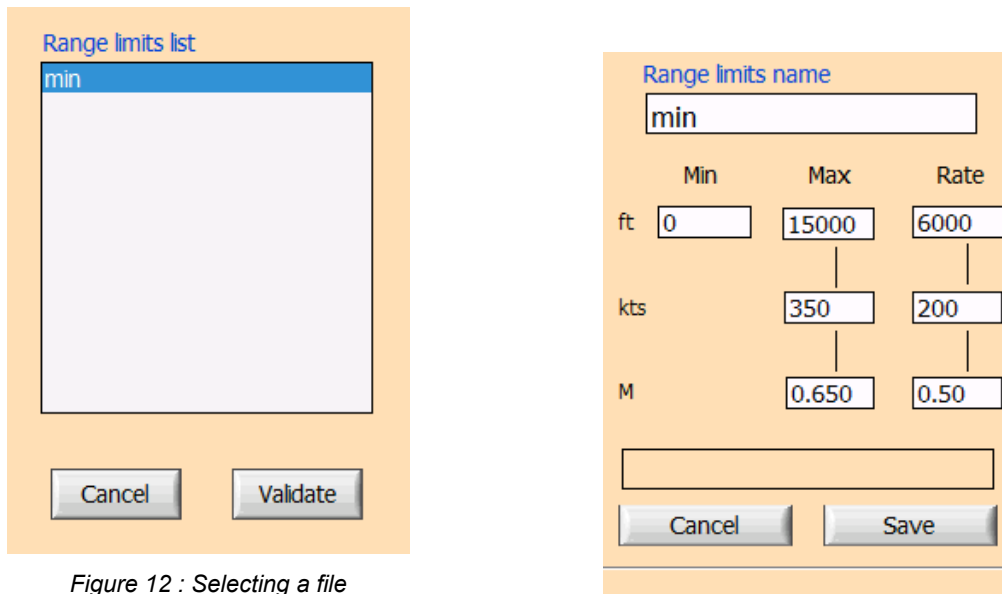 Range limits list
min
Cancel Validate
Figure 12 : Selecting a file
Range limits name
min
Min Max Rate
ft 0 15000 6000
kts 350 200
M 0.650 0.50
Cancel Save